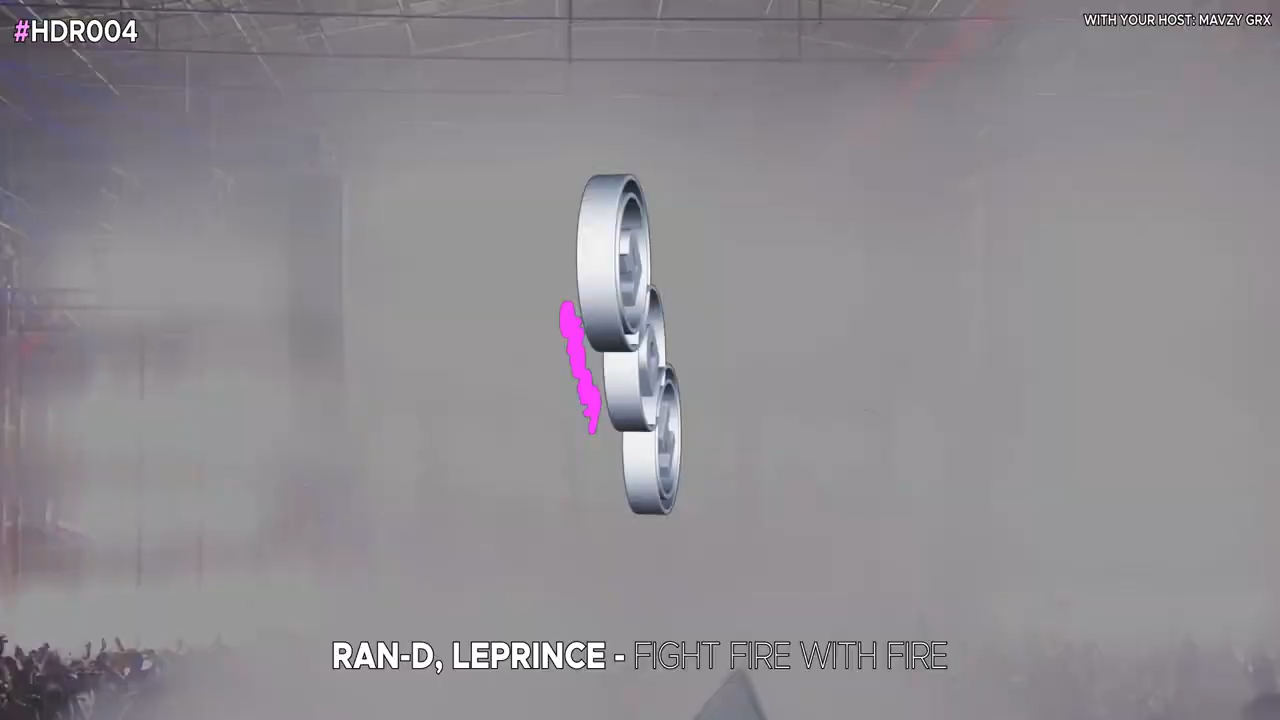 #HDR004
WITH YOUR HOST: MAVZY GRX
RAN-D, LEPRINCE - FIGHT FIRE WITH FIRE